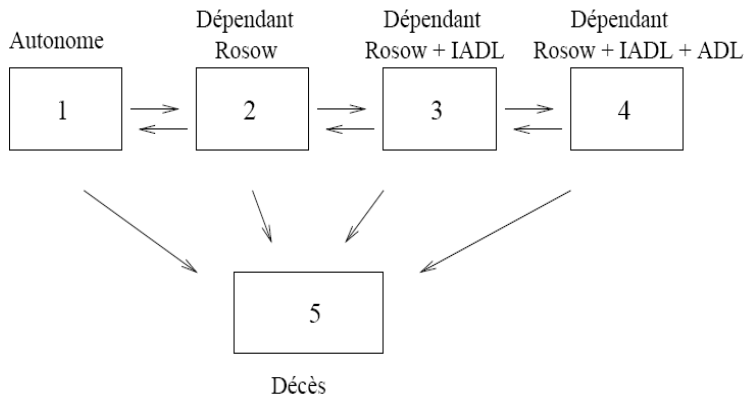 Autonome
Dépendant
Rosow
Dépendant
Rosow + IADL
Dépendant
Rosow + IADL + ADL
1
2
3
4
5
Décès